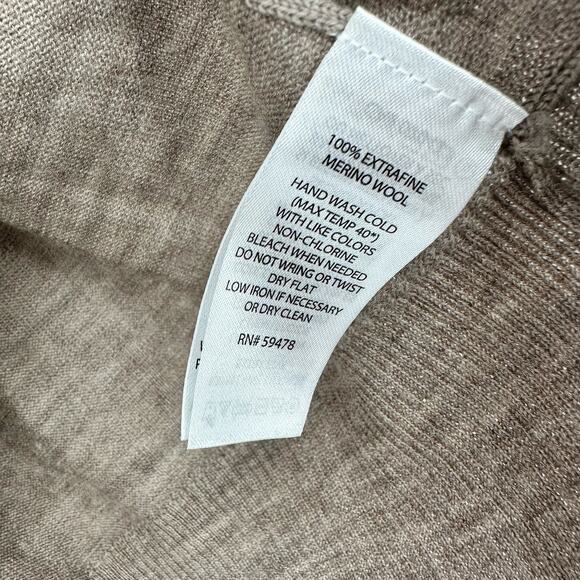 100% EXTRAFINE
MERINO WOOL
HAND WASH COLD
(MAX TEMP 40°)
WITH LIKE COLORS
NON-CHLORINE
BLEACH WHEN NEEDED
DO NOT WRING OR TWIST
DRY FLAT
LOW IRON IF NECESSARY
OR DRY CLEAN
RN# 59478